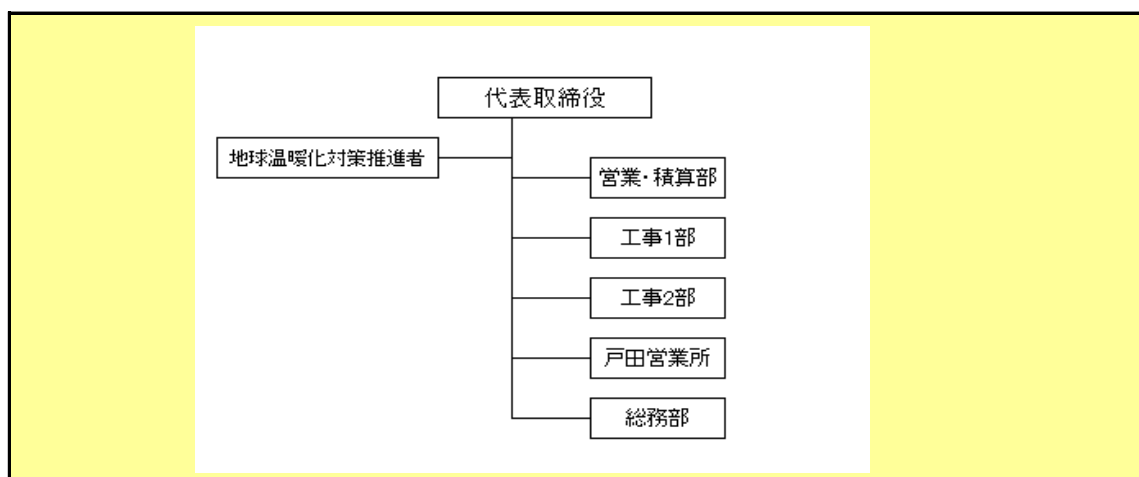 代表取締役
地球温暖化対策推進者
営業・積算部
工事1部
工事2部
戸田営業所
総務部